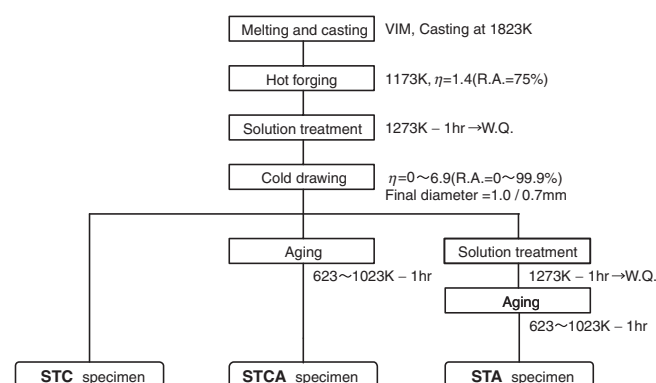 Melting and casting VIM, Casting at 1823K
Hot forging 1173K, η=1.4(R.A.=75%)
Solution treatment 1273K – 1hr→W.Q.
Cold drawing η=0～6.9(R.A.=0～99.9%)
Final diameter =1.0 / 0.7mm
Aging Solution treatment
623～1023K – 1hr 1273K – 1hr→W.Q.
Aging
623～1023K – 1hr
STC specimen STCA specimen STA specimen